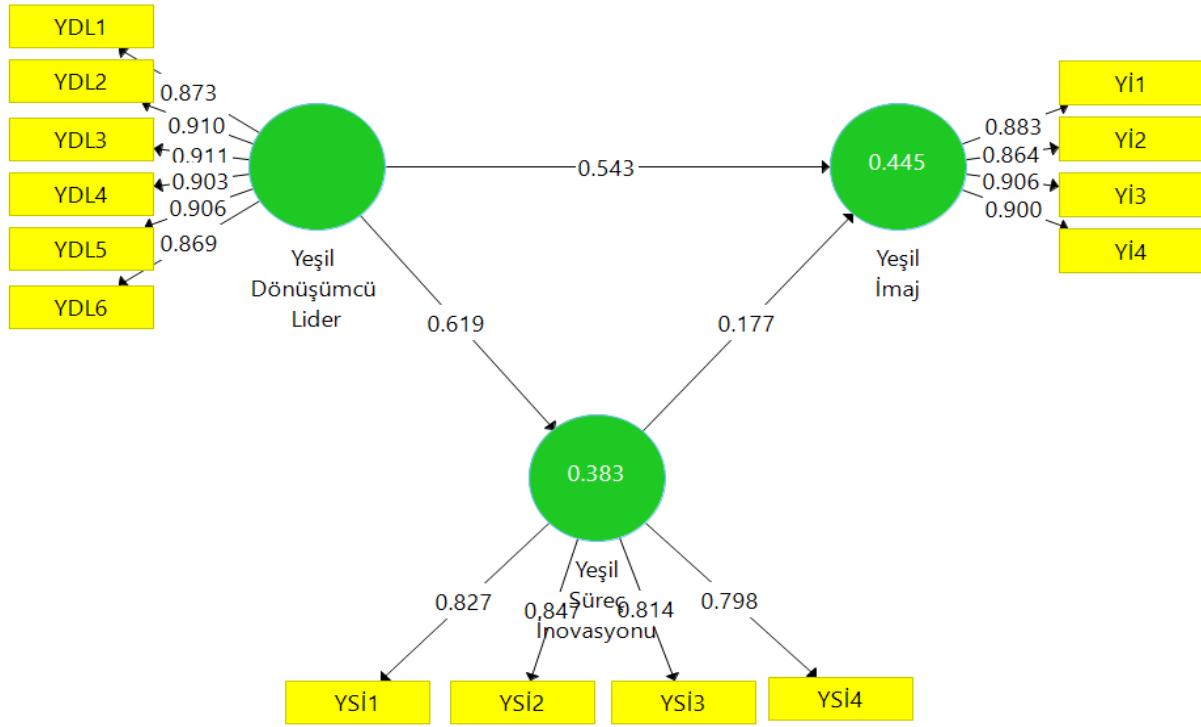 YDL1
YDL2
YDL3
YDL4
YDL5
YDL6
0.873
0.910
0.911
0.903
0.906
0.869
Yeşil
Dönüşümcü
Lider
0.543
0.619
0.177
0.445
Yeşil
İmaj
0.883
0.864
0.906
0.900
Yİ1
Yİ2
Yİ3
Yİ4
0.383
Yeşil
Süreç
İnovasyonu
0.827
0.847
0.814
0.798
YSİ1
YSİ2
YSİ3
YSİ4